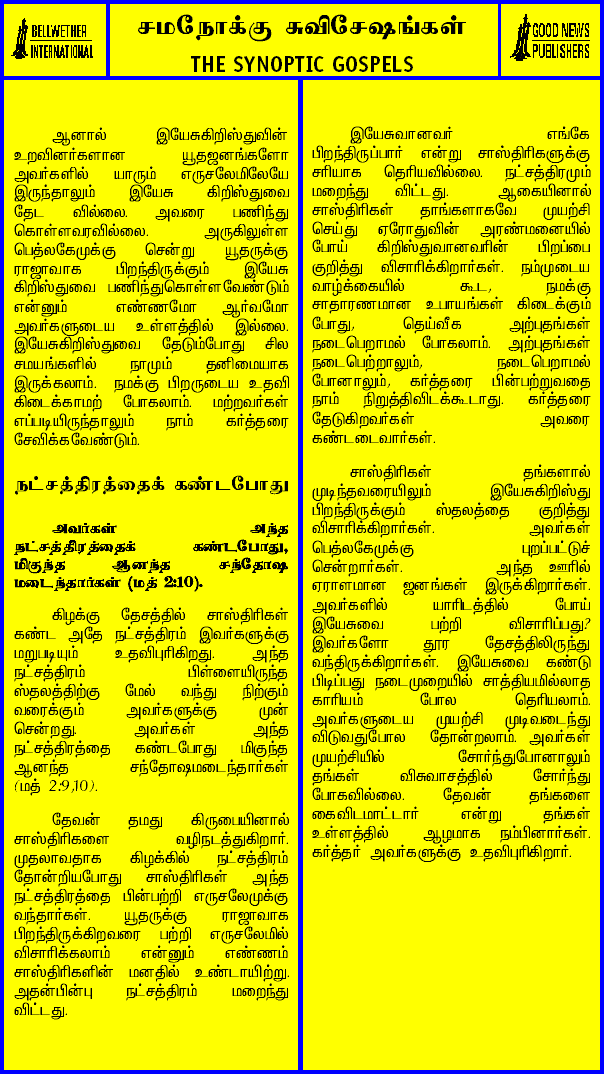 BELLWETHER
INTERNATIONAL
சமநோக்கு சுவிசேஷங்கள்
THE SYNOPTIC GOSPELS
GOOD NEWS
PUBLISHERS
ஆனால் இயேசுகிறிஸ்துவின்
உறவினர்களான யூதஜனங்களோ
அவர்களில் யாரும் எருசலேமிலேயே
இருந்தாலும் இயேசு கிறிஸ்துவை
தேட வில்லை. அவரை பணிந்து
கொள்ளவரவில்லை. அருகிலுள்ள
பெத்லகேமுக்கு சென்று யூதருக்கு
ராஜாவாக பிறந்திருக்கும் இயேசு
கிறிஸ்துவை பணிந்துகொள்ளவேண்டும்
என்னும் எண்ணமோ ஆர்வமோ
அவர்களுடைய உள்ளத்தில் இல்லை.
இயேசுகிறிஸ்துவை தேடும்போது சில
சமயங்களில் நாமும் தனிமையாக
இருக்கலாம். நமக்கு பிறருடைய உதவி
கிடைக்காமற் போகலாம். மற்றவர்கள்
எப்படியிருந்தாலும் நாம் கர்த்தரை
சேவிக்கவேண்டும்.
நட்சத்திரத்தைக் கண்டபோது
அவர்கள் அந்த
நட்சத்திரத்தைக் கண்டபோது,
மிகுந்த ஆனந்த சந்தோஷ
மடைந்தார்கள் (மத் 2:10).
கிழக்கு தேசத்தில் சாஸ்திரிகள்
கண்ட அதே நட்சத்திரம் இவர்களுக்கு
மறுபடியும் உதவிபுரிகிறது. அந்த
நட்சத்திரம் பிள்ளையிருந்த
ஸ்தலத்திற்கு மேல் வந்து நிற்கும்
வரைக்கும் அவர்களுக்கு முன்
சென்றது. அவர்கள் அந்த
நட்சத்திரத்தை கண்டபோது மிகுந்த
ஆனந்த சந்தோஷமடைந்தார்கள்
(மத் 2:9,10).
தேவன் தமது கிருபையினால்
சாஸ்திரிகளை வழிநடத்துகிறார்.
முதலாவதாக கிழக்கில் நட்சத்திரம்
தோன்றியபோது சாஸ்திரிகள் அந்த
நட்சத்திரத்தை பின்பற்றி எருசலேமுக்கு
வந்தார்கள். யூதருக்கு ராஜாவாக
பிறந்திருக்கிறவரை பற்றி எருசலேமில்
விசாரிக்கலாம் என்னும் எண்ணம்
சாஸ்திரிகளின் மனதில் உண்டாயிற்று.
அதன்பின்பு நட்சத்திரம் மறைந்து
விட்டது.
இயேசுவானவர் எங்கே
பிறந்திருப்பார் என்று சாஸ்திரிகளுக்கு
சரியாக தெரியவில்லை. நட்சத்திரமும்
மறைந்து விட்டது. ஆகையினால்
சாஸ்திரிகள் தாங்களாகவே முயற்சி
செய்து ஏரோதுவின் அரண்மனையில்
போய் கிறிஸ்துவானவரின் பிறப்பை
குறித்து விசாரிக்கிறார்கள். நம்முடைய
வாழ்க்கையில் கூட, நமக்கு
சாதாரணமான உபாயங்கள் கிடைக்கும்
போது, தெய்வீக அற்புதங்கள்
நடைபெறாமல் போகலாம். அற்புதங்கள்
நடைபெற்றாலும், நடைபெறாமல்
போனாலும், கர்த்தரை பின்பற்றுவதை
நாம் நிறுத்திவிடக்கூடாது. கர்த்தரை
தேடுகிறவர்கள் அவரை
கண்டடைவார்கள்.
சாஸ்திரிகள் தங்களால்
முடிந்தவரையிலும் இயேசுகிறிஸ்து
பிறந்திருக்கும் ஸ்தலத்தை குறித்து
விசாரிக்கிறார்கள். அவர்கள்
பெத்லகேமுக்கு புறப்பட்டுச்
சென்றார்கள். அந்த ஊரில்
ஏராளமான ஜனங்கள் இருக்கிறார்கள்.
அவர்களில் யாரிடத்தில் போய்
இயேசுவை பற்றி விசாரிப்பது?
இவர்களோ தூர தேசத்திலிருந்து
வந்திருக்கிறார்கள். இயேசுவை கண்டு
பிடிப்பது நடைமுறையில் சாத்தியமில்லாத
காரியம் போல தெரியலாம்.
அவர்களுடைய முயற்சி முடிவடைந்து
விடுவதுபோல தோன்றலாம். அவர்கள்
முயற்சியில் சோர்ந்துபோனாலும்
தங்கள் விசுவாசத்தில் சோர்ந்து
போகவில்லை. தேவன் தங்களை
கைவிடமாட்டார் என்று தங்கள்
உள்ளத்தில் ஆழமாக நம்பினார்கள்.
கர்த்தர் அவர்களுக்கு உதவிபுரிகிறார்.